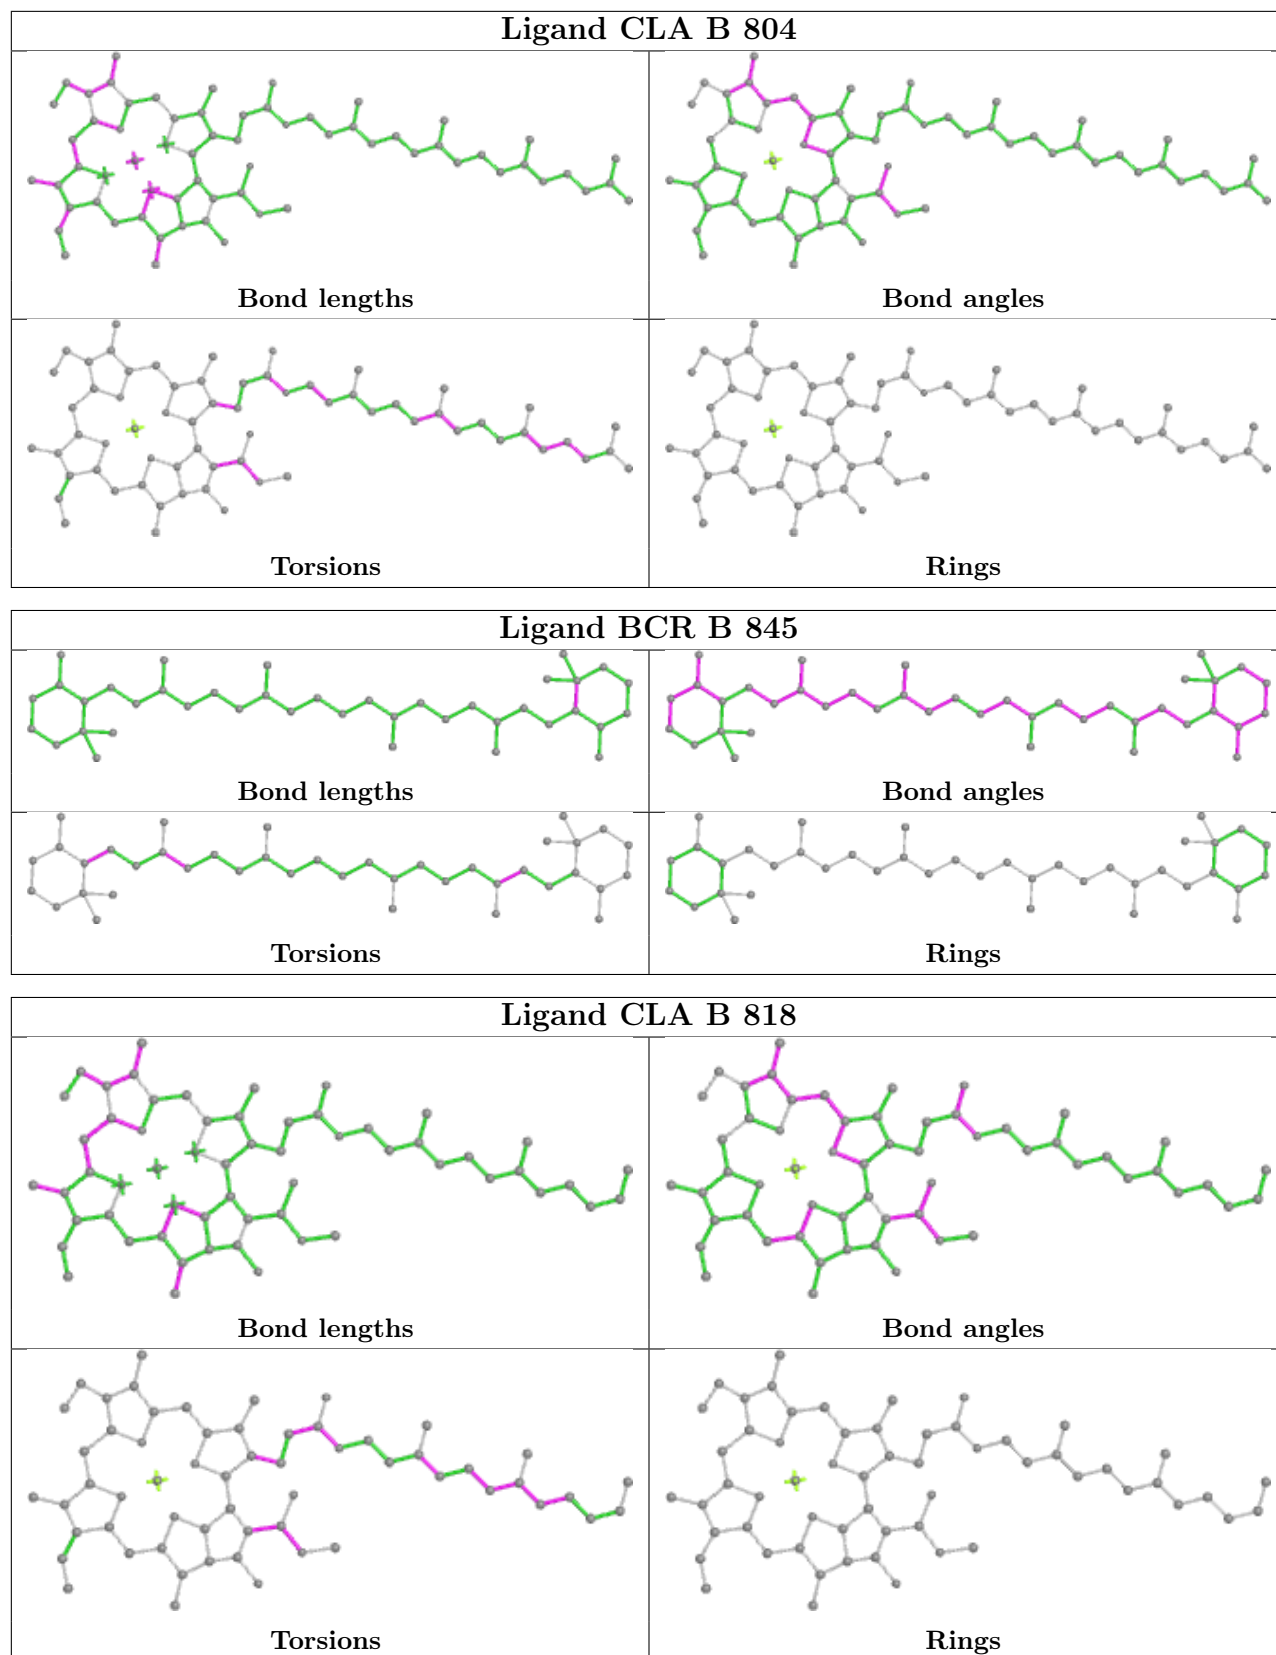 Ligand CLA B 804
Bond lengths
Bond angles
Torsions
Rings
Ligand BCR B 845
Bond lengths
Bond angles
Torsions
Rings
Ligand CLA B 818
Bond lengths
Bond angles
Torsions
Rings